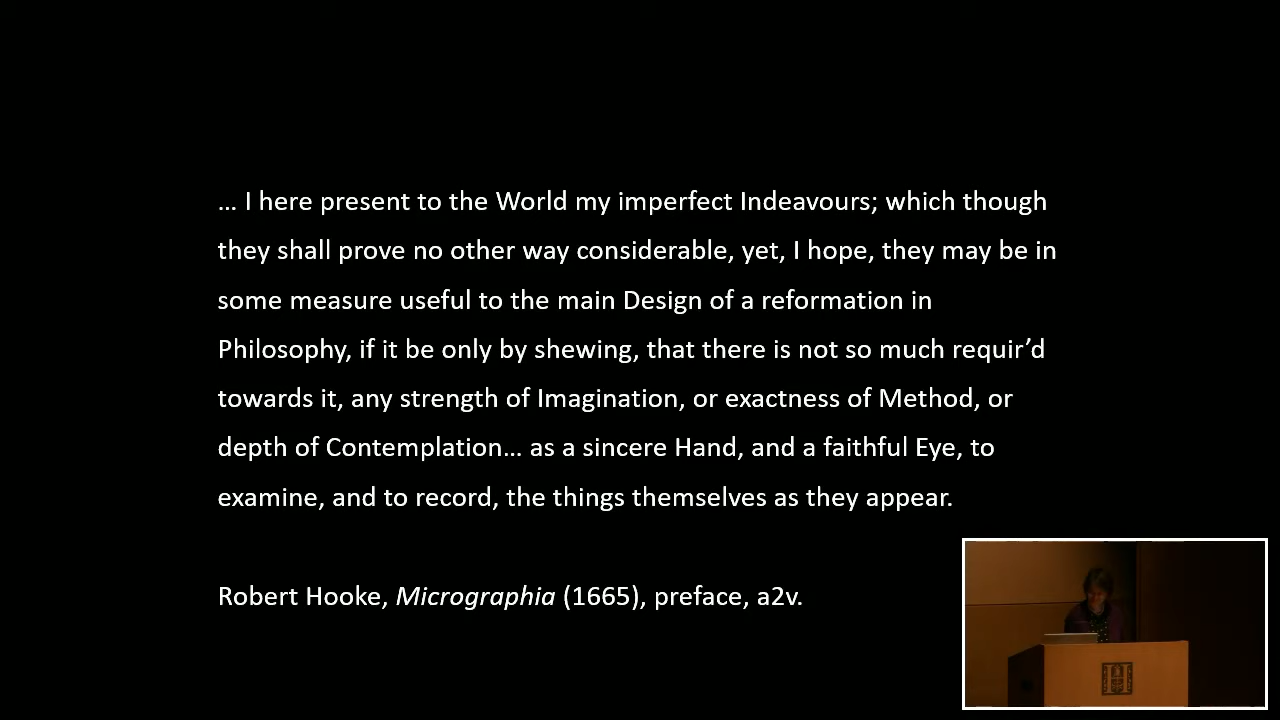 … I here present to the World my imperfect Indeavours; which though
they shall prove no other way considerable, yet, I hope, they may be in
some measure useful to the main Design of a reformation in
Philosophy, if it be only by shewing, that there is not so much requir’d
towards it, any strength of Imagination, or exactness of Method, or
depth of Contemplation… as a sincere Hand, and a faithful Eye, to
examine, and to record, the things themselves as they appear.
Robert Hooke, Micrographia (1665), preface, a2v.